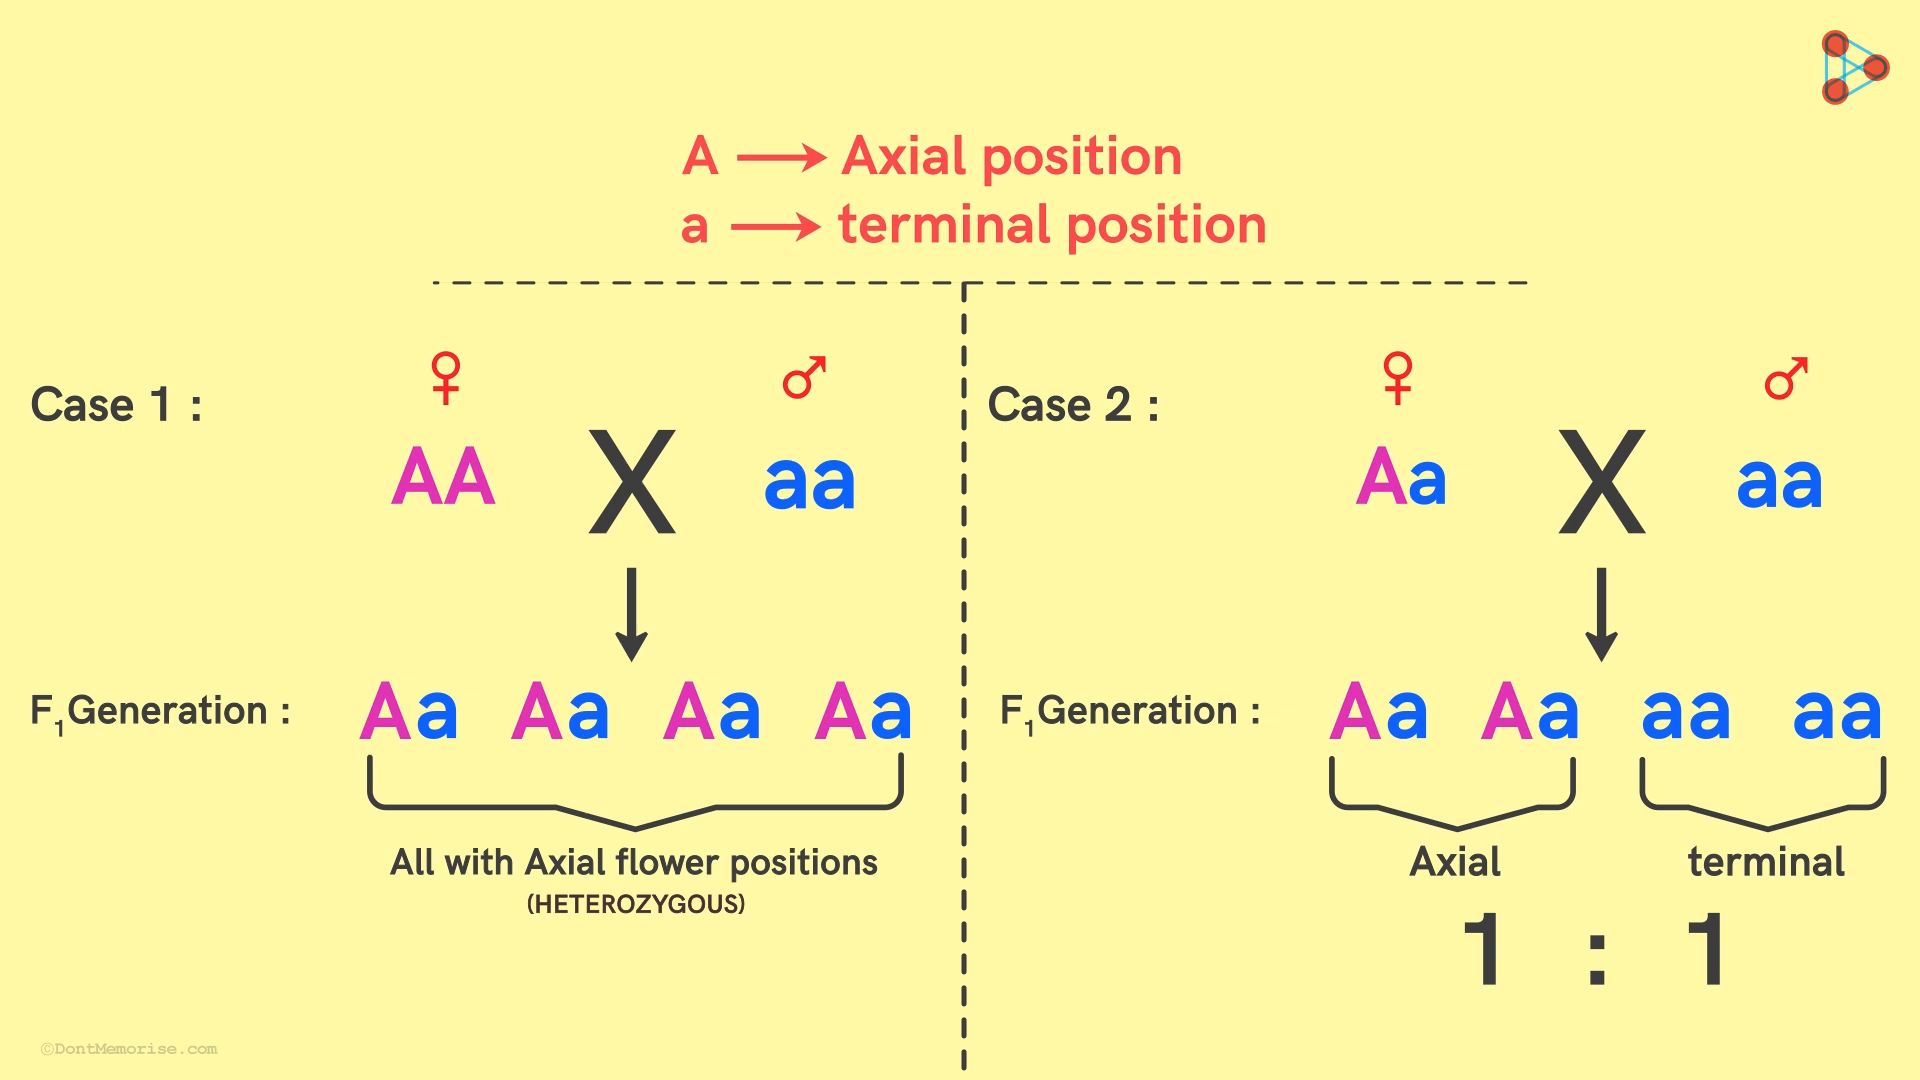 A → Axial position
a → terminal position
Case 1 :
♀ ♂
AA X aa
F₁Generation :
Aa Aa Aa Aa
All with Axial flower positions
(HETEROZYGOUS)
Case 2 :
♀ ♂
Aa X aa
F₁Generation :
Aa Aa aa aa
Axial terminal
1 : 1
©DontMemorise.com